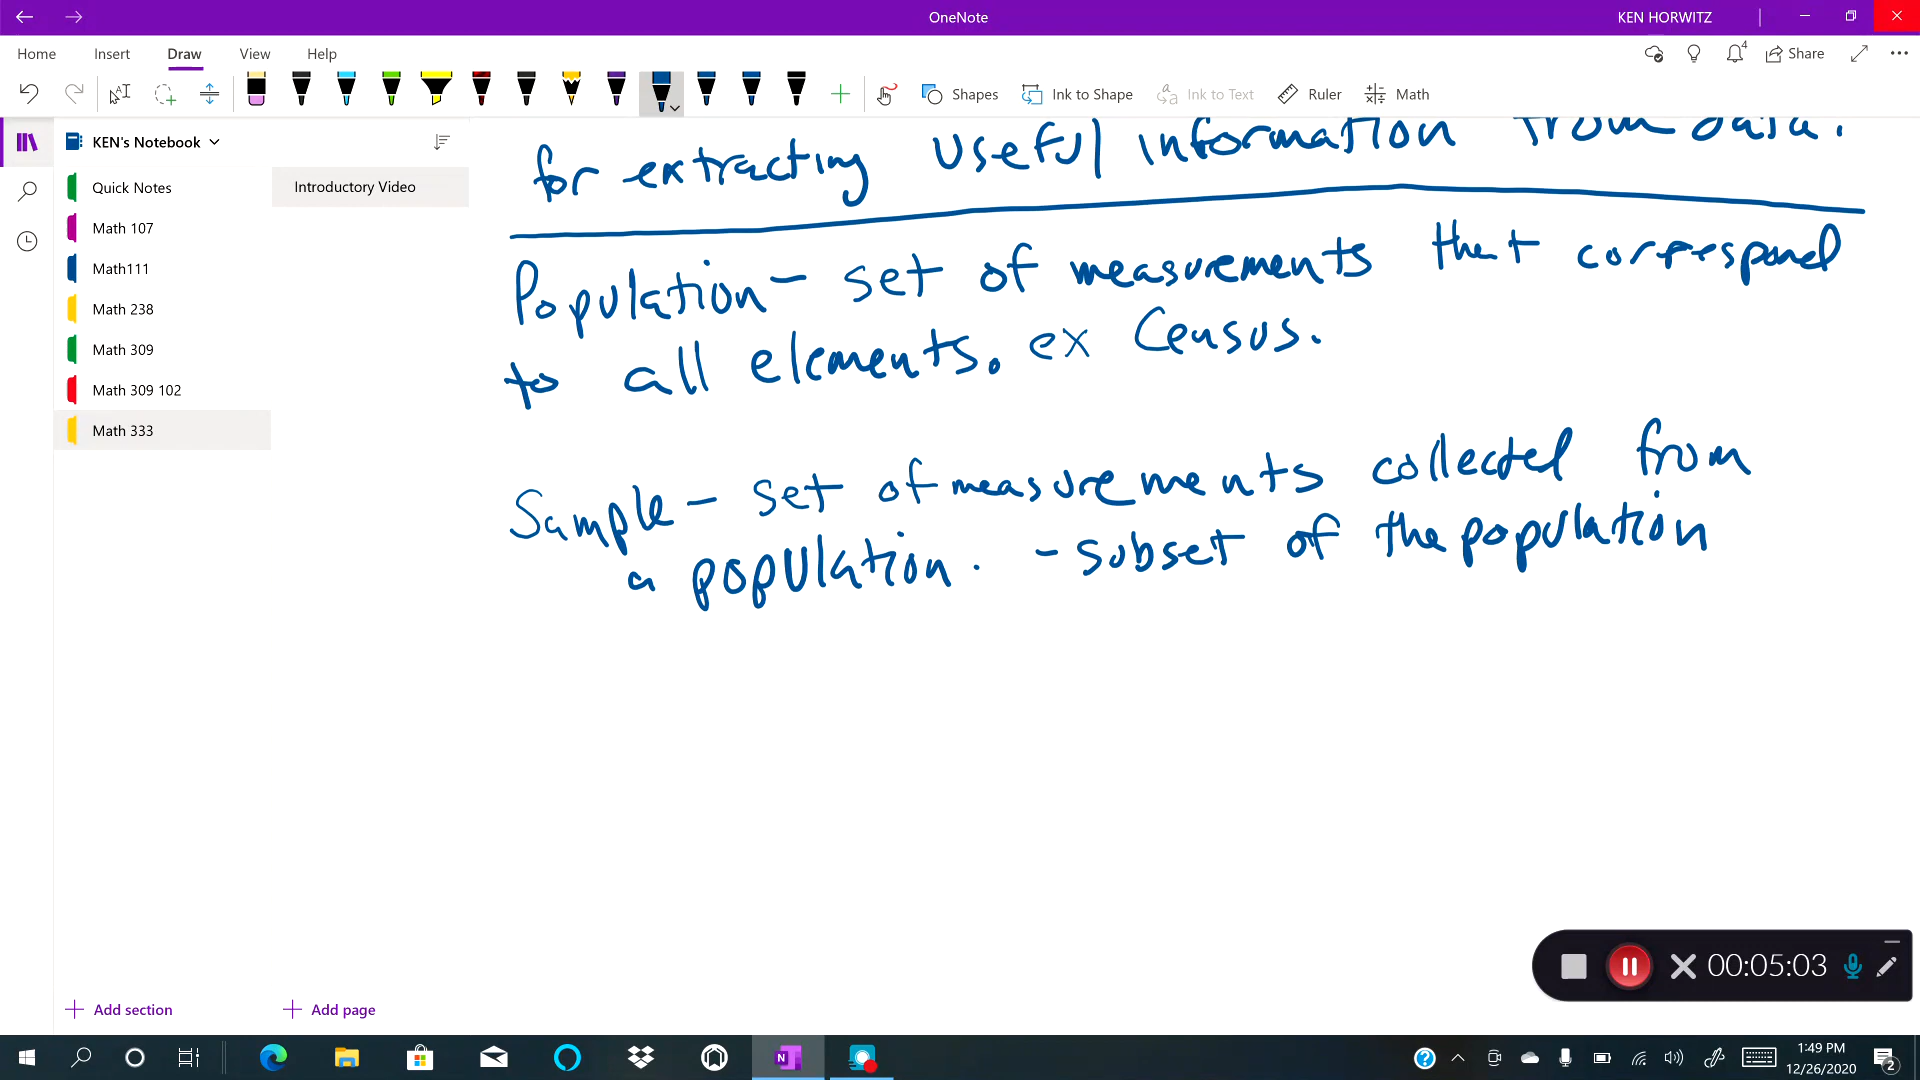 OneNote
KEN HORWITZ
Home Insert Draw View Help
4
Share
Shapes Ink to Shape Ink to Text Ruler Math
KEN's Notebook
Quick Notes
Math 107
Math111
Math 238
Math 309
Math 309 102
Math 333
Introductory Video
for extracting useful information from data.
Population - set of measurements that correspond
to all elements. ex Census.
Sample - set of measurements collected from
a population. - subset of the population
00:05:03
Add section
Add page
1:49 PM
12/26/2020
2